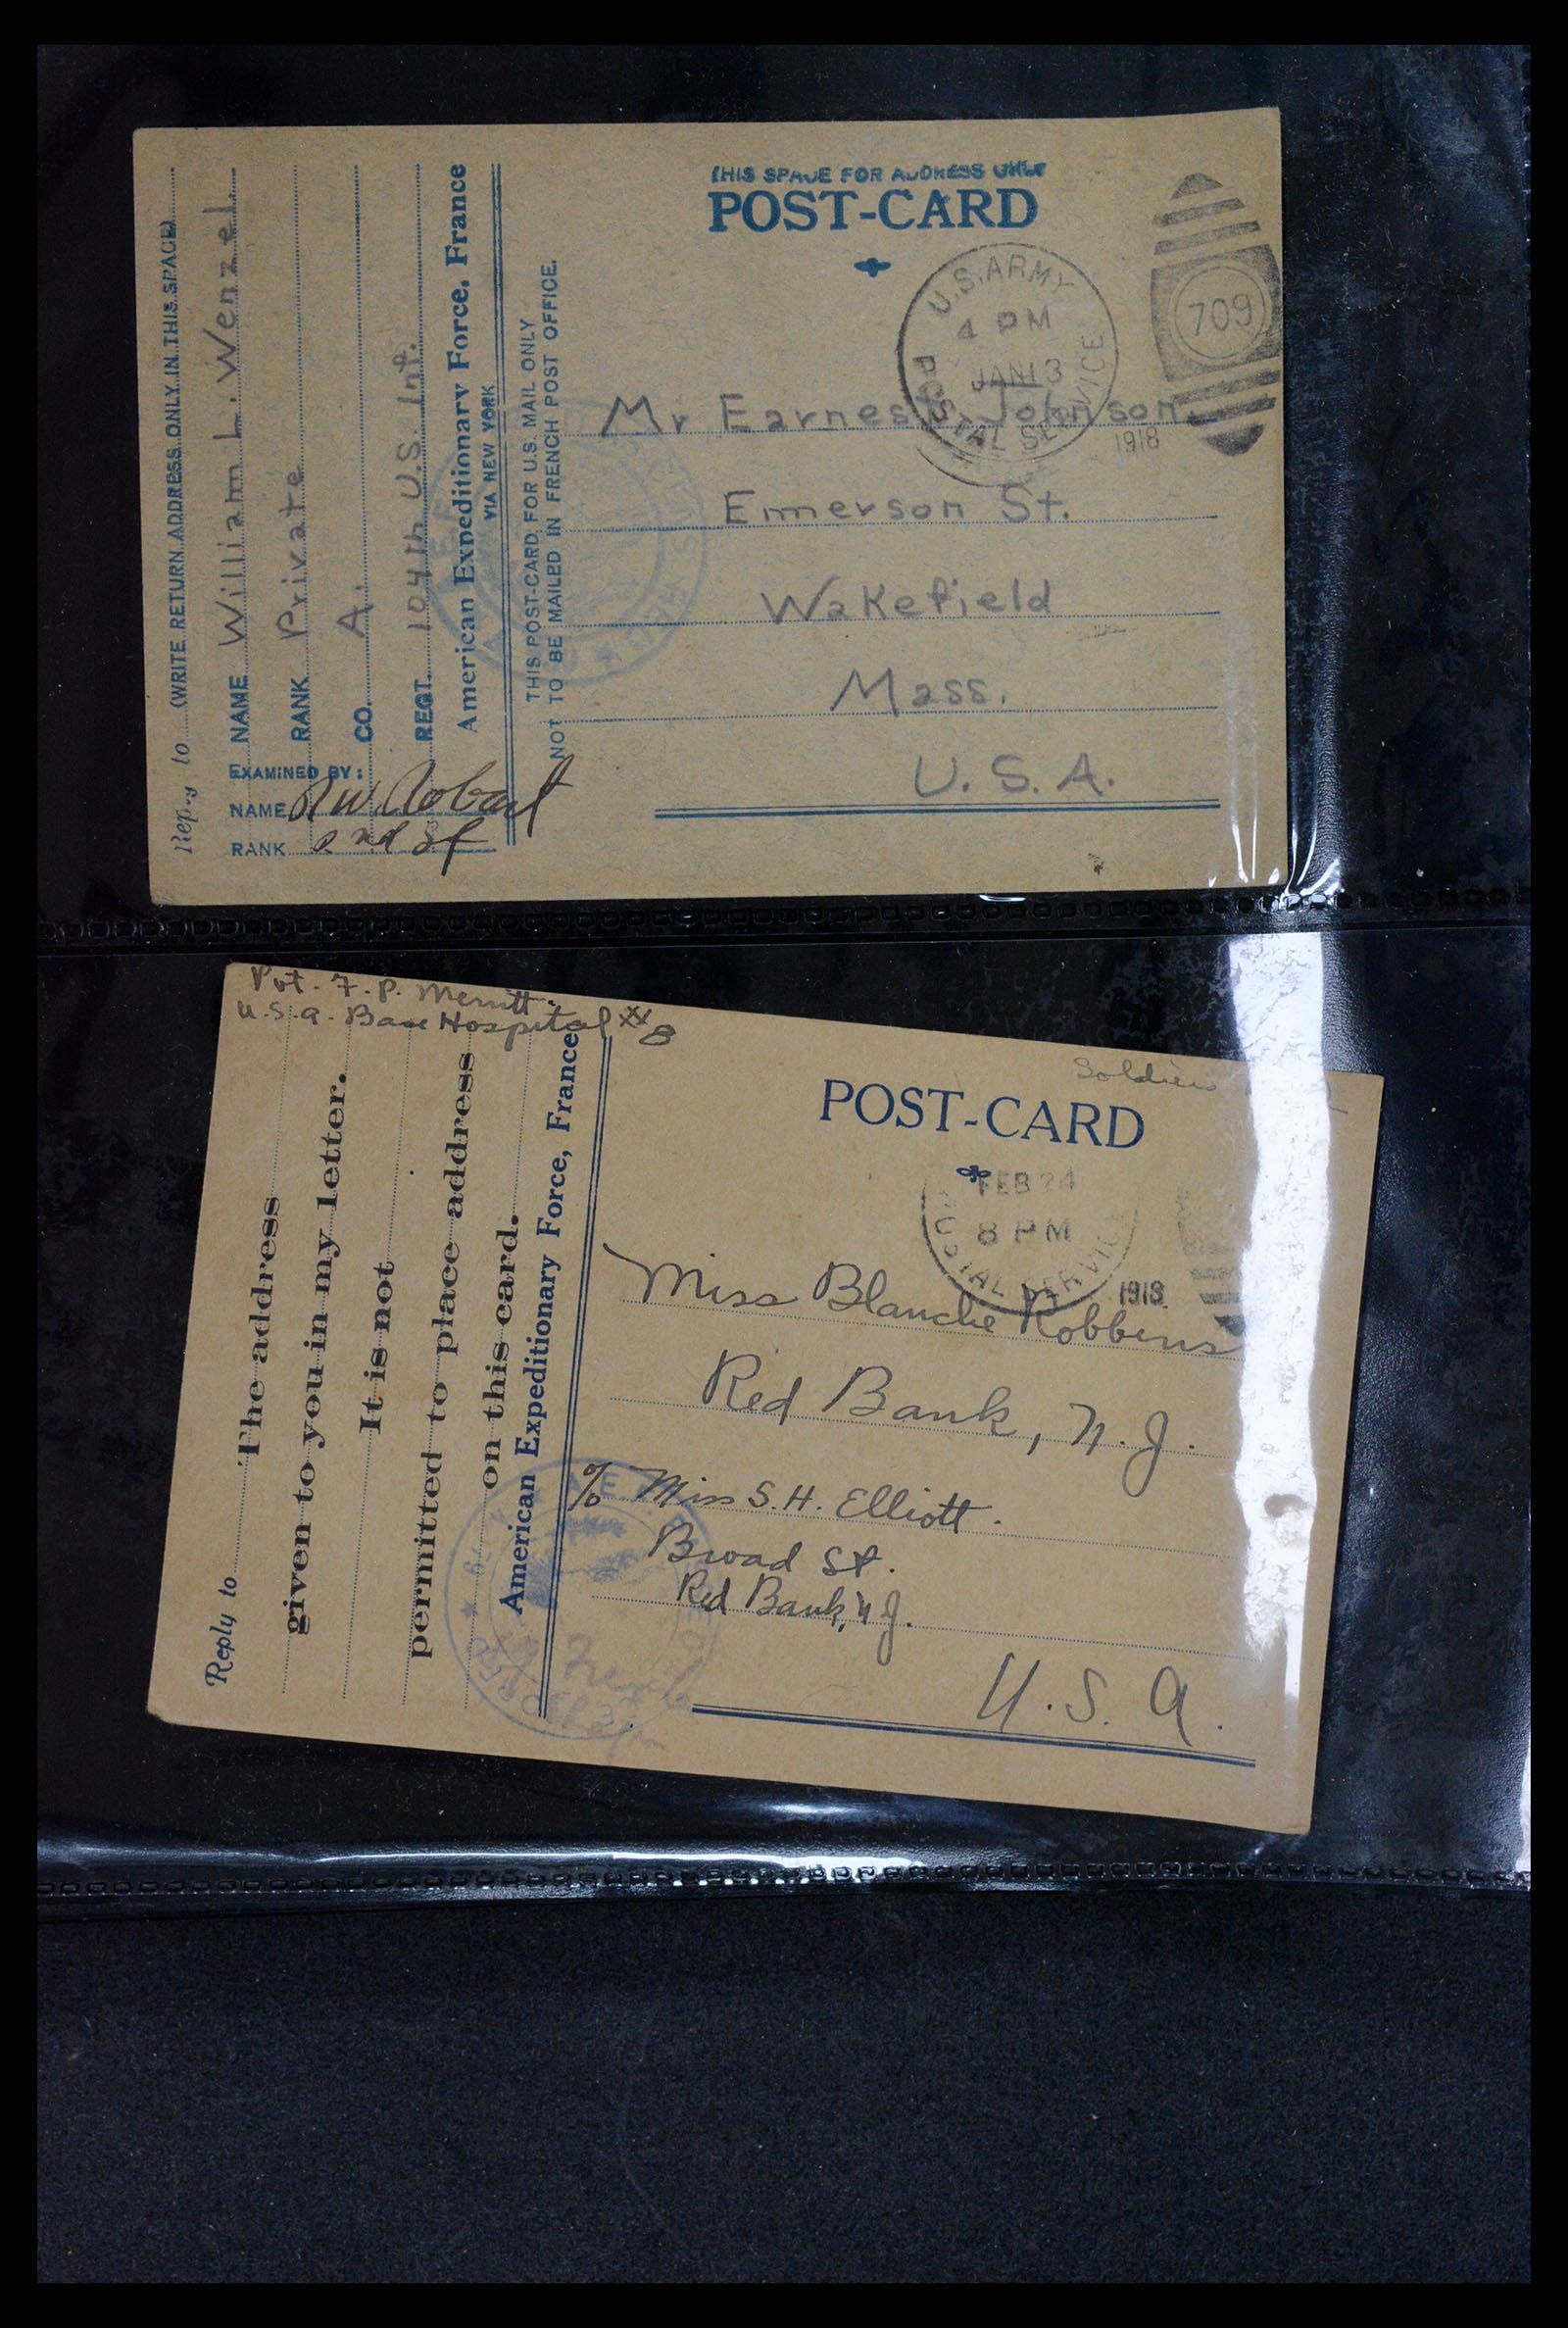 THIS SPACE FOR ADDRESS ONLY
POST-CARD
U.S. ARMY
POSTAL SERVICE
4 PM
JAN 13
1918
709
Mr Earnest Johnson
Emerson St.
Wakefield
Mass.
U.S.A.
Reply to (WRITE RETURN ADDRESS ONLY IN THIS SPACE)
NAME William L. Wenzel
RANK Private
CO. A.
REGT. 104th U.S. Inf.
American Expeditionary Force, France
VIA NEW YORK
THIS POST-CARD FOR U.S. MAIL ONLY
NOT TO BE MAILED IN FRENCH POST OFFICE.
EXAMINED BY:
NAME
RANK 2nd
Pvt. F. P. Merritt.
U.S.A. Base Hospital # 8
Soldiers
POST-CARD
FEB 24
8 PM
POSTAL SERVICE
1918
Miss Blanche Robbins
Red Bank, N.J.
% Miss S.H. Elliott.
Broad St.
Red Bank, N.J.
U.S.A.
Reply to The address
given to you in my letter.
It is not
permitted to place address
on this card.
American Expeditionary Force, France